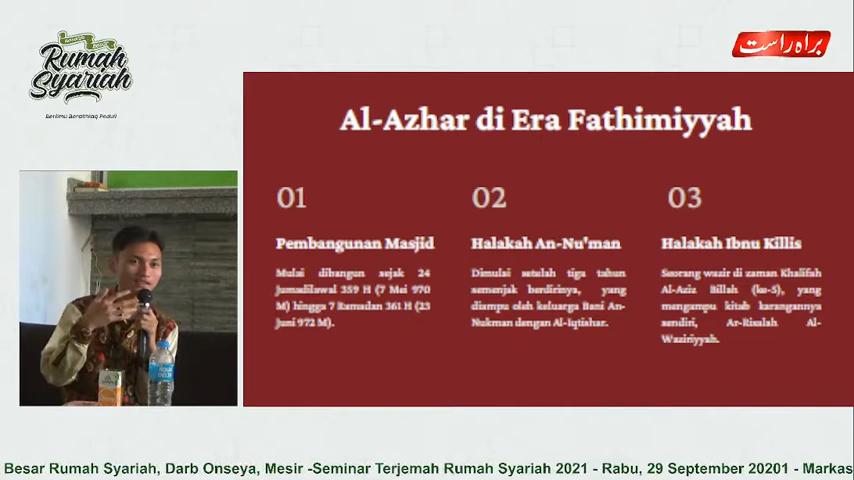 Rumah
Syariah
Berilmu Berakhlaq Peduli
براہ راست
Al-Azhar di Era Fathimiyyah
01
Pembangunan Masjid
Mulai dibangun sejak 24
Jumadilawal 359 H (7 Mei 970
M) hingga 7 Ramadan 361 H (23
Juni 972 M).
02
Halakah An-Nu'man
Dimulai setelah tiga tahun
semenjak berdirinya, yang
diampu oleh keluarga Bani An-
Nukman dengan Al-Iqtishar.
03
Halakah Ibnu Killis
Seorang wazir di zaman Khalifah
Al-Aziz Billah (ke-5), yang
mengampu kitab karangannya
sendiri, Ar-Risalah Al-
Waziriyyah.
Besar Rumah Syariah, Darb Onseya, Mesir -Seminar Terjemah Rumah Syariah 2021 - Rabu, 29 September 20201 - Markas